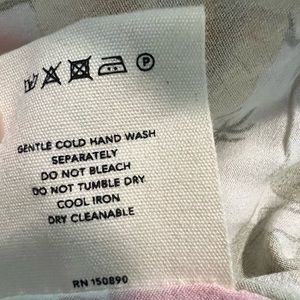 P
GENTLE COLD HAND WASH
SEPARATELY
DO NOT BLEACH
DO NOT TUMBLE DRY
COOL IRON
DRY CLEANABLE
RN 150890